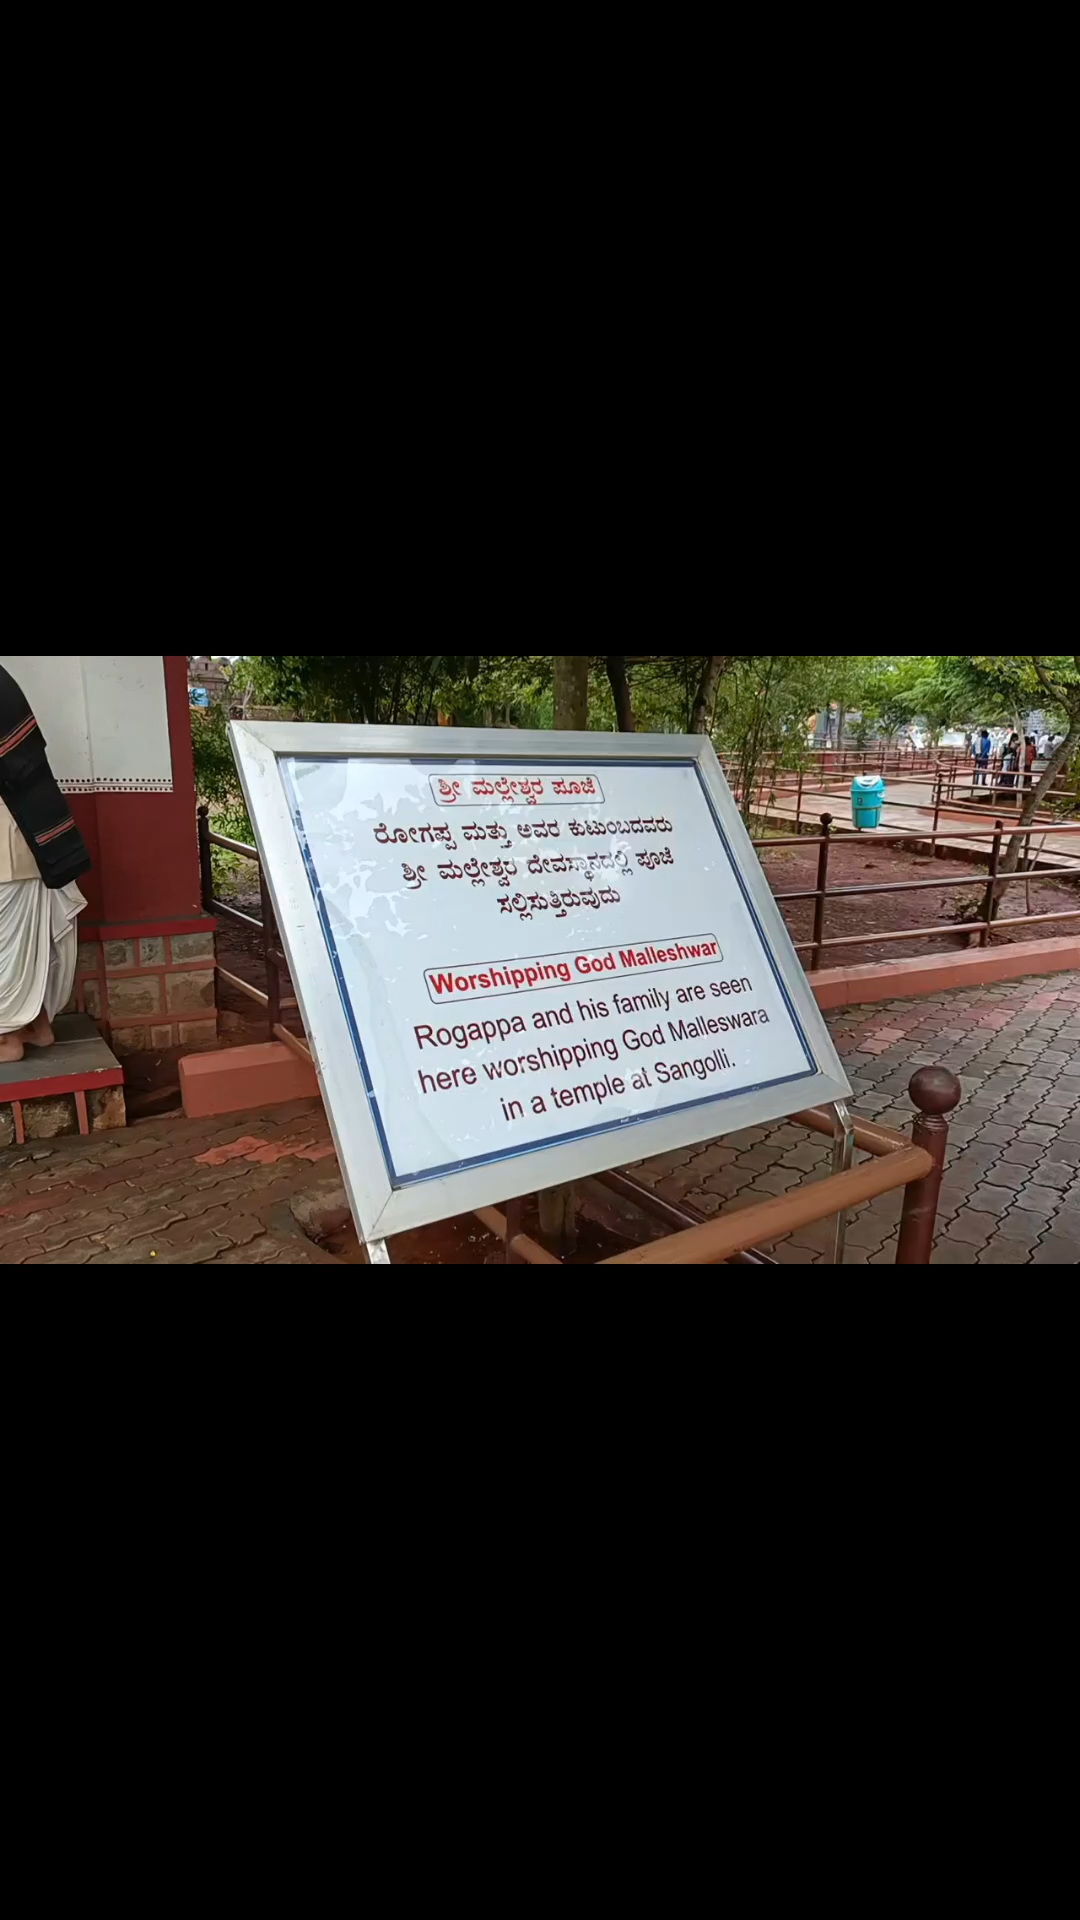 ಶ್ರೀ ಮಲ್ಲೇಶ್ವರ ಪೂಜೆ
ರೋಗಪ್ಪ ಮತ್ತು ಅವರ ಕುಟುಂಬದವರು
ಶ್ರೀ ಮಲ್ಲೇಶ್ವರ ದೇವಸ್ಥಾನದಲ್ಲಿ ಪೂಜೆ
ಸಲ್ಲಿಸುತ್ತಿರುವುದು
Worshipping God Malleshwar
Rogappa and his family are seen
here worshipping God Malleswara
in a temple at Sangolli.